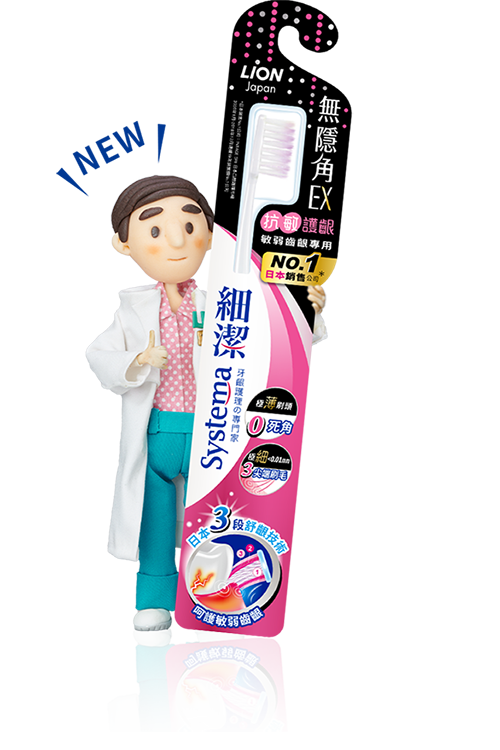 NEW
LION
Japan
無隱角EX
抗敏護齦
敏弱齒齦專用
NO.1
日本銷售公司*
細潔
Systema
牙齦護理の專門家
極薄刷頭
0死角
極細<0.01mm
3尖端刷毛
日本3段舒齦技術
3
2
1
呵護敏弱齒齦